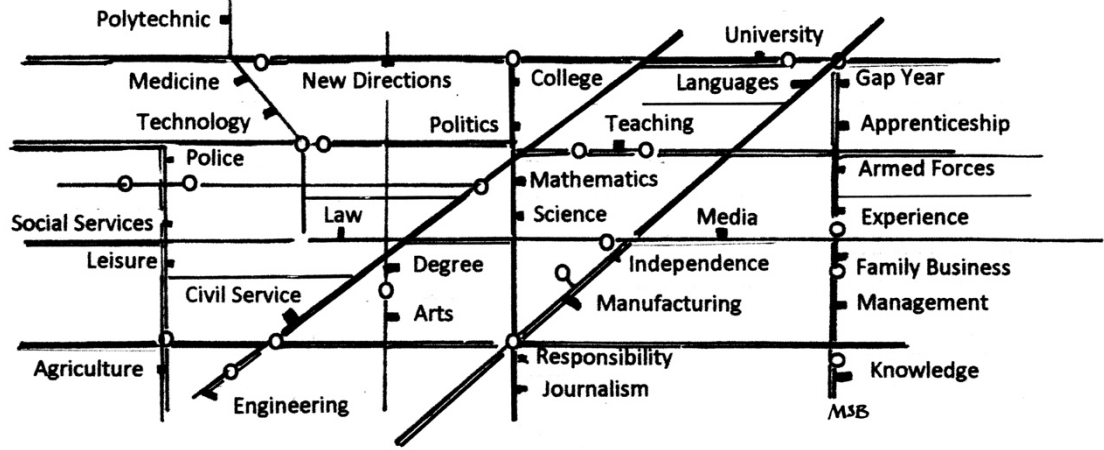 Polytechnic
University
Medicine
New Directions
College
Languages
Gap Year
Technology
Politics
Teaching
Apprenticeship
Police
Armed Forces
Mathematics
Social Services
Law
Science
Media
Experience
Leisure
Degree
Independence
Family Business
Civil Service
Arts
Manufacturing
Management
Agriculture
Responsibility
Knowledge
Engineering
Journalism
MSB